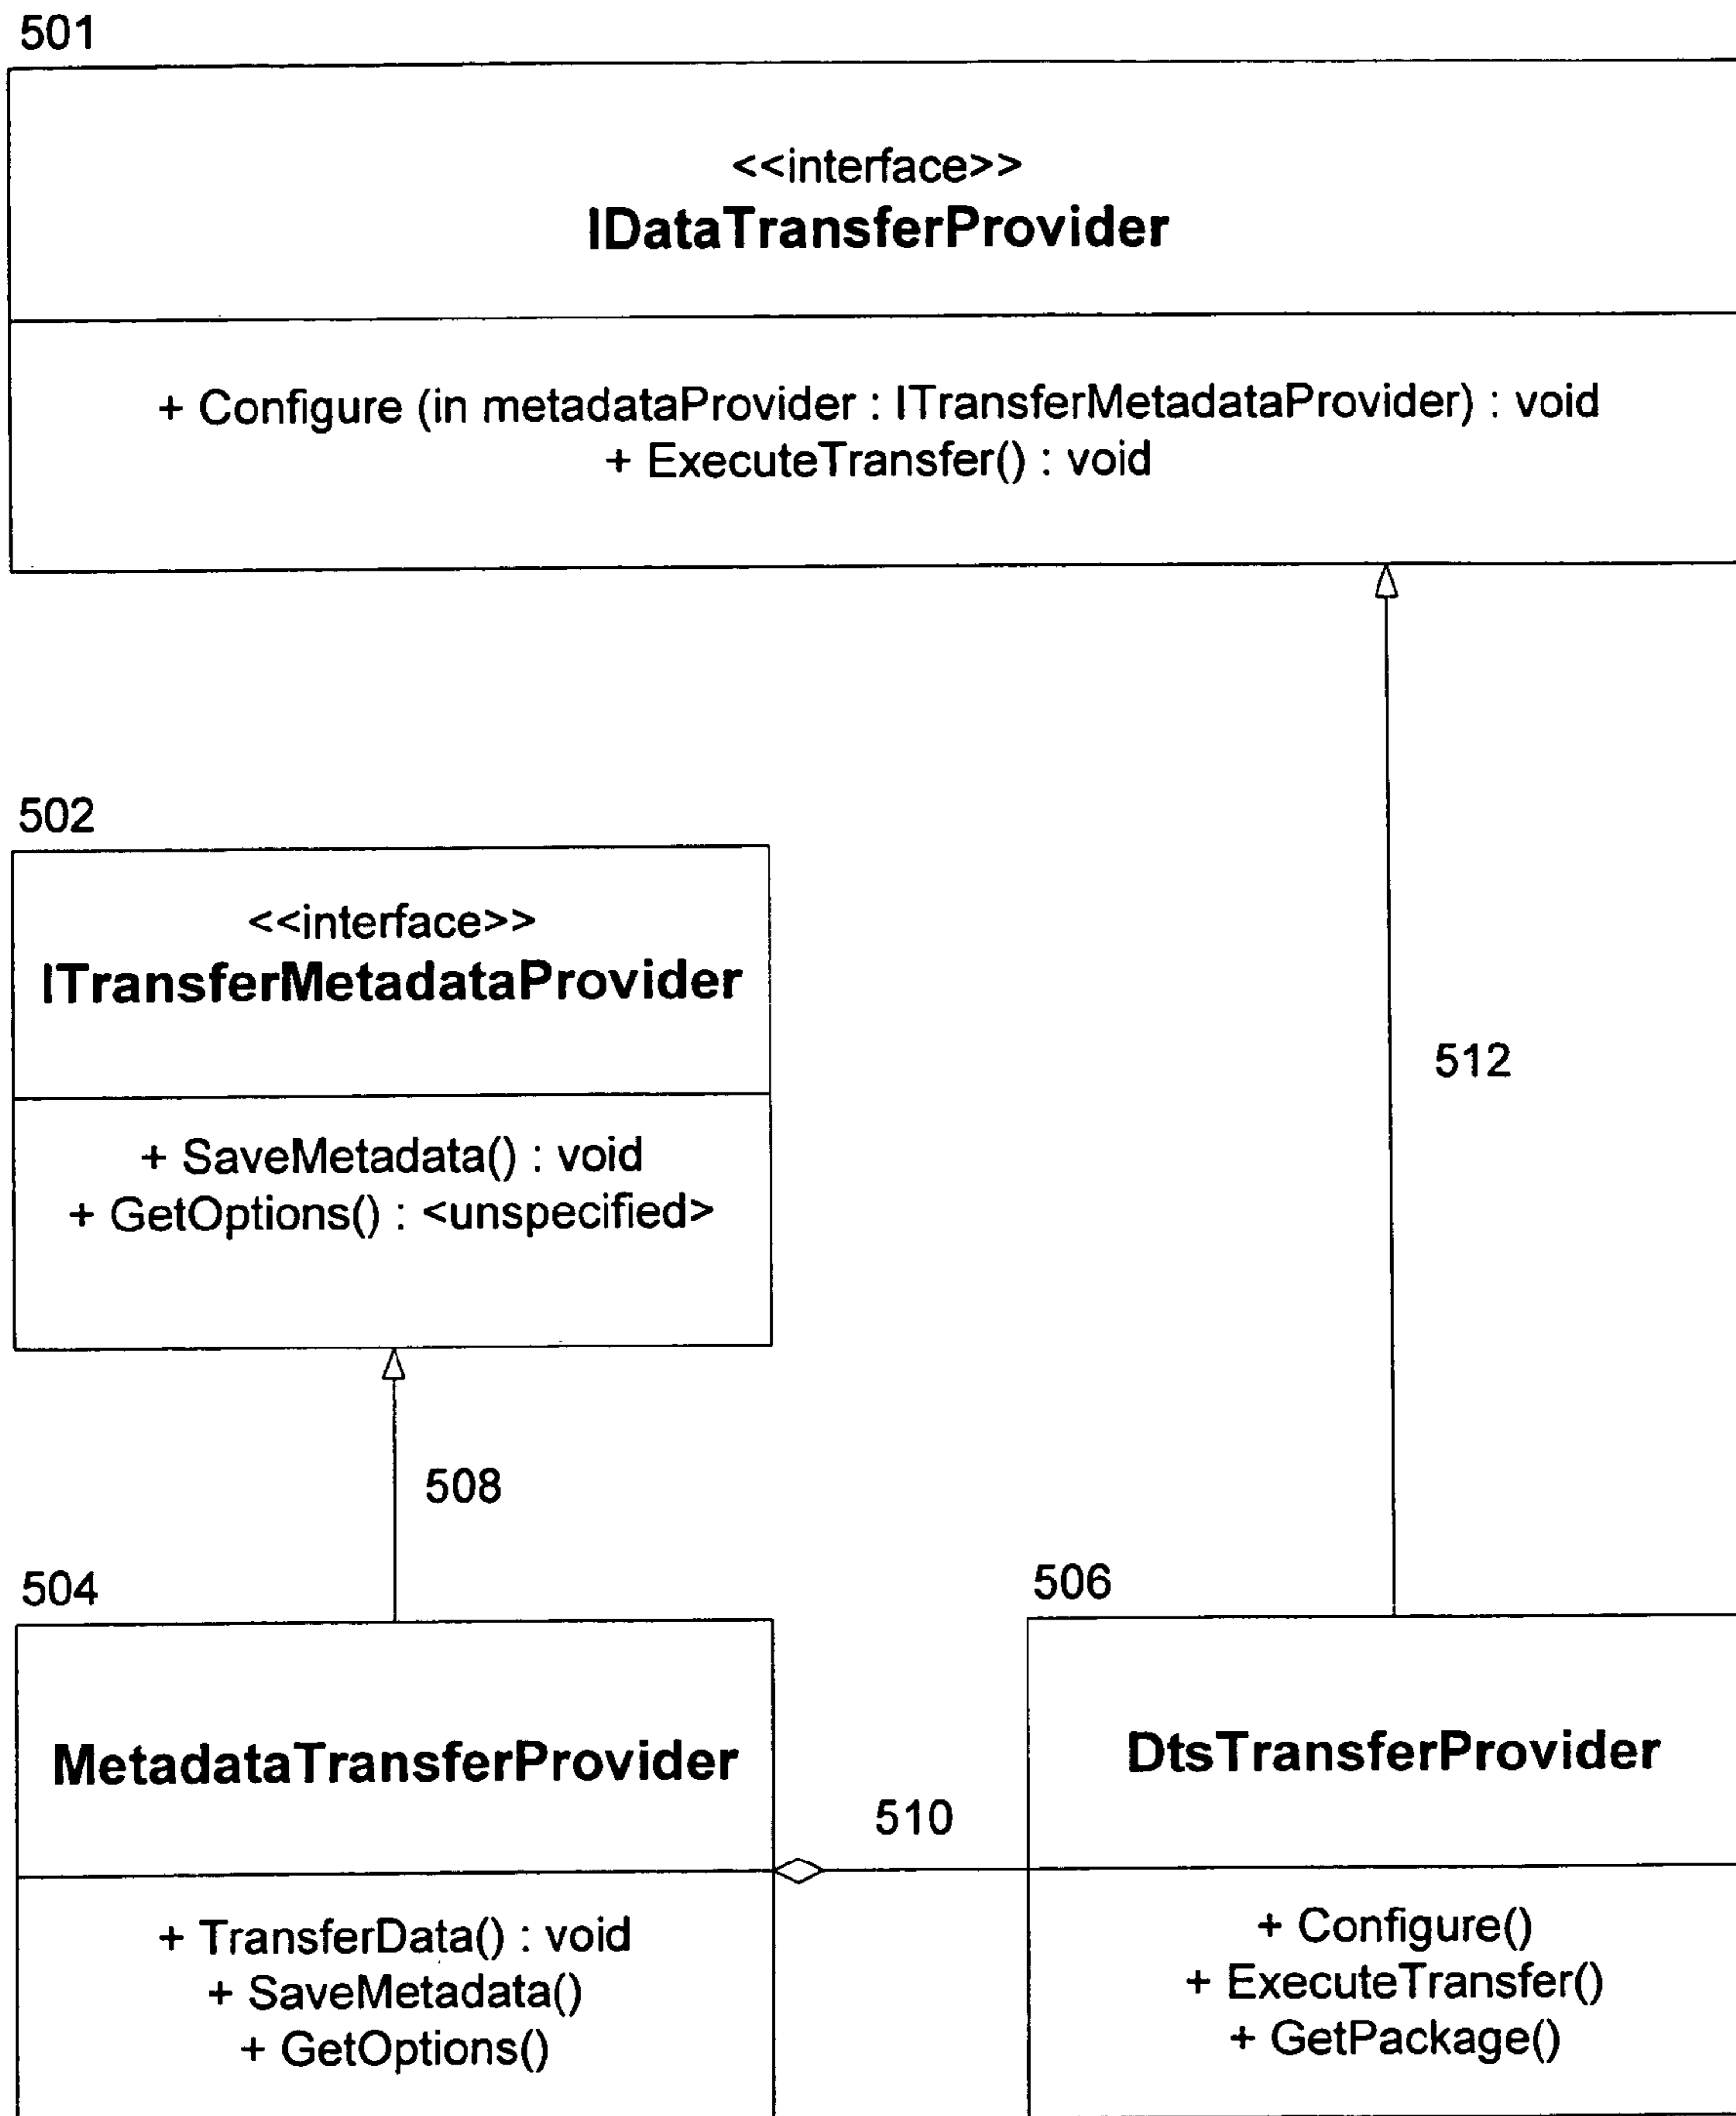 501
<<interface>>
IDataTransferProvider
+ Configure (in metadataProvider : ITransferMetadataProvider) : void
+ ExecuteTransfer() : void
502
<<interface>>
ITransferMetadataProvider
+ SaveMetadata() : void
+ GetOptions() : <unspecified>
512
508
504
MetadataTransferProvider
+ TransferData() : void
+ SaveMetadata()
+ GetOptions()
510
506
DtsTransferProvider
+ Configure()
+ ExecuteTransfer()
+ GetPackage()